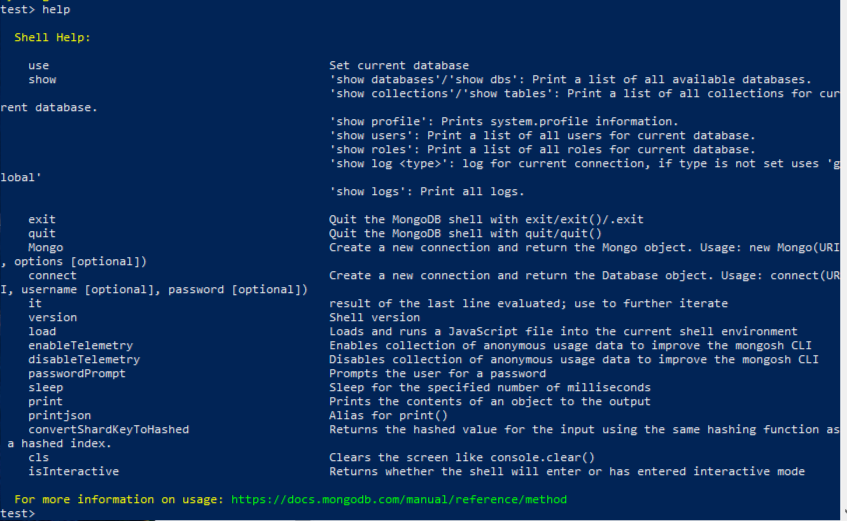 test> help
Shell Help:
use Set current database
show 'show databases'/'show dbs': Print a list of all available databases.
'show collections'/'show tables': Print a list of all collections for cur
rent database.
'show profile': Prints system.profile information.
'show users': Print a list of all users for current database.
'show roles': Print a list of all roles for current database.
'show log <type>': log for current connection, if type is not set uses 'g
lobal'
'show logs': Print all logs.
exit Quit the MongoDB shell with exit/exit()/.exit
quit Quit the MongoDB shell with quit/quit()
Mongo Create a new connection and return the Mongo object. Usage: new Mongo(URI
, options [optional])
connect Create a new connection and return the Database object. Usage: connect(UR
I, username [optional], password [optional])
it result of the last line evaluated; use to further iterate
version Shell version
load Loads and runs a JavaScript file into the current shell environment
enableTelemetry Enables collection of anonymous usage data to improve the mongosh CLI
disableTelemetry Disables collection of anonymous usage data to improve the mongosh CLI
passwordPrompt Prompts the user for a password
sleep Sleep for the specified number of milliseconds
print Prints the contents of an object to the output
printjson Alias for print()
convertShardKeyToHashed Returns the hashed value for the input using the same hashing function as
a hashed index.
cls Clears the screen like console.clear()
isInteractive Returns whether the shell will enter or has entered interactive mode
For more information on usage: https://docs.mongodb.com/manual/reference/method
test>